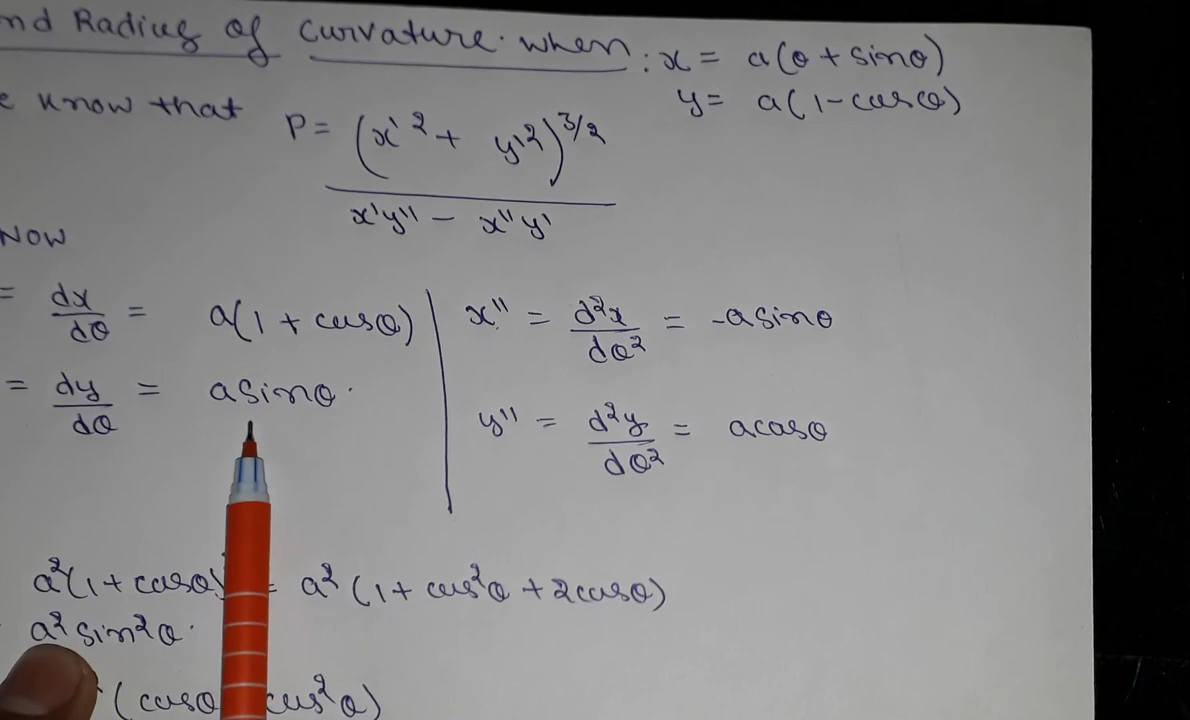 nd Radius of Curvature. when: x = a(θ + sinθ)
y = a(1 - cosθ)
e know that P = (x'² + y'²)^3/2
x'y'' - x''y'
Now
= dx/dθ = a(1 + cosθ)
x'' = d²x/dθ² = -a sinθ
= dy/dθ = a sinθ.
y'' = d²y/dθ² = a cosθ
a²(1 + cosθ) = a²(1 + cos²θ + 2cosθ)
a² sin²θ.
(cosθ cos²θ)